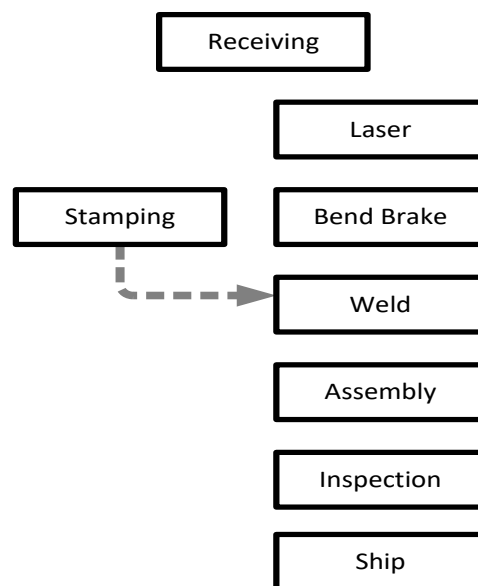 Receiving
Laser
Stamping
Bend Brake
Weld
Assembly
Inspection
Ship